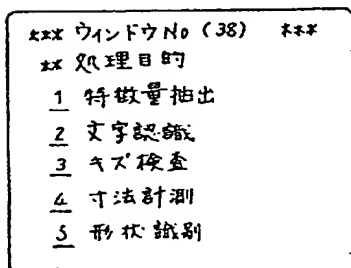 *** ウィンドウNo (38) ***
** 処理目的
1 特徴量抽出
2 文字認識
3 キズ検査
4 寸法計測
5 形状識別